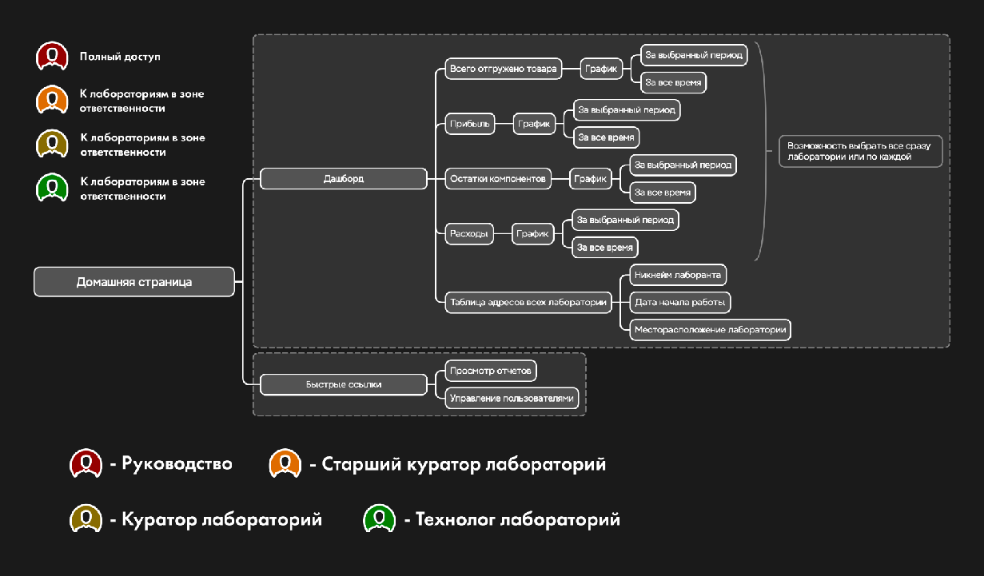 Полный доступ
К лабораториям в зоне
ответственности
К лабораториям в зоне
ответственности
К лабораториям в зоне
ответственности
Домашняя страница
Дашборд
Всего отгружено товара
График
За выбранный период
За все время
Прибыль
График
За выбранный период
За все время
Остатки компонентов
График
За выбранный период
За все время
Расходы
График
За выбранный период
За все время
Возможность выбрать все сразу
лаборатории или по каждой
Таблица адресов всех лаборатории
Никнейм лаборанта
Дата начала работы
Месторасположение лаборатории
Быстрые ссылки
Просмотр отчетов
Управление пользователями
- Руководство
- Старший куратор лабораторий
- Куратор лабораторий
- Технолог лабораторий